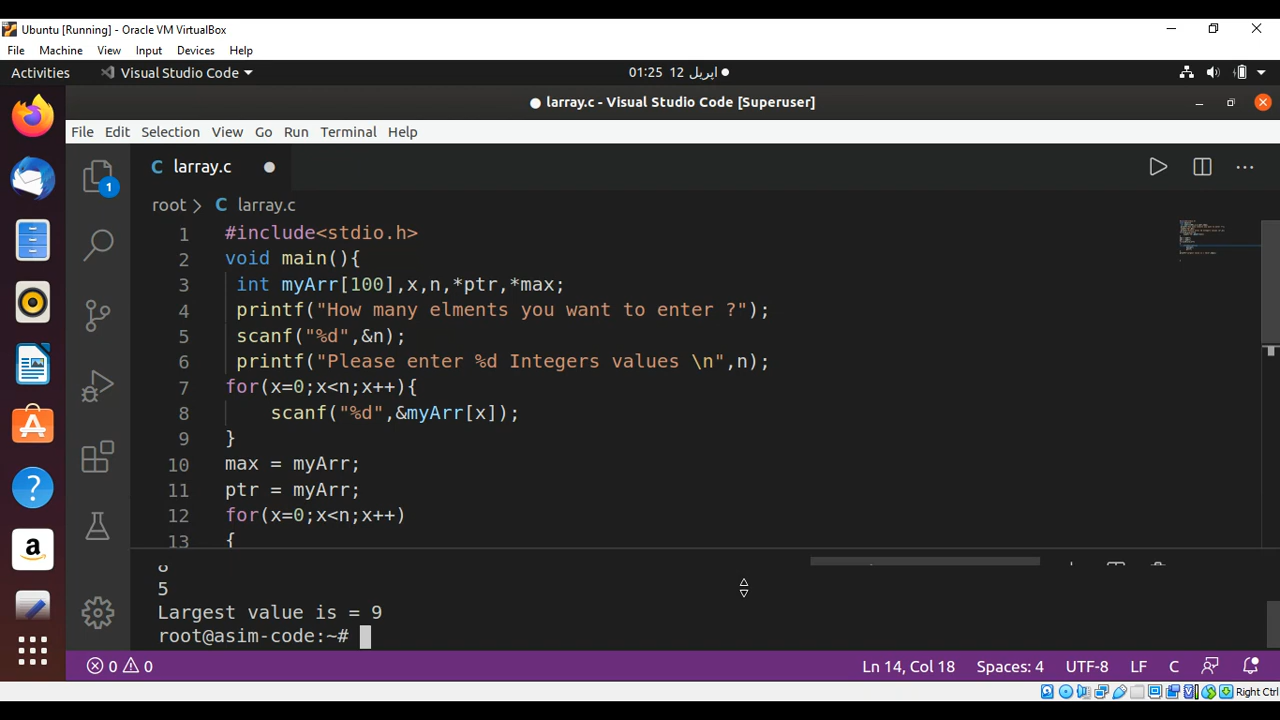 Ubuntu [Running] - Oracle VM VirtualBox
File Machine View Input Devices Help
Activities Visual Studio Code 01:25 12 اپریل
larray.c - Visual Studio Code [Superuser]
File Edit Selection View Go Run Terminal Help
1
C larray.c
root > C larray.c
1 #include<stdio.h>
2 void main(){
3 int myArr[100],x,n,*ptr,*max;
4 printf("How many elments you want to enter ?");
5 scanf("%d",&n);
6 printf("Please enter %d Integers values \n",n);
7 for(x=0;x<n;x++){
8 scanf("%d",&myArr[x]);
9 }
10 max = myArr;
11 ptr = myArr;
12 for(x=0;x<n;x++)
13 {
5
Largest value is = 9
root@asim-code:~#
0 0 Ln 14, Col 18 Spaces: 4 UTF-8 LF C
Right Ctrl